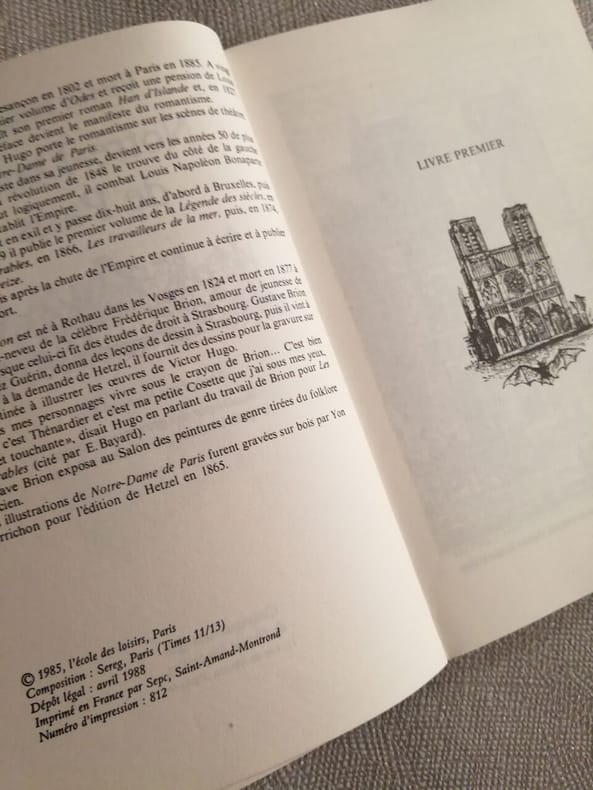 esançon en 1802 et mort à Paris en 1885. A vingt
ier volume d'Odes et reçoit une pension de Louis
ît son premier roman Han d'Islande et, en 1827
éface devient le manifeste du romantisme.
Hugo porte le romantisme sur les scènes de théâtre
re-Dame de Paris.
ste dans sa jeunesse, devient vers les années 50 de plus
révolution de 1848 le trouve du côté de la gauche
ut logiquement, il combat Louis Napoléon Bonaparte
ablit l'Empire.
t en exil et y passe dix-huit ans, d'abord à Bruxelles, puis
9 il publie le premier volume de la Légende des siècles, en
rables, en 1866, Les travailleurs de la mer, puis, en 1874,
eize.
is après la chute de l'Empire et continue à écrire et à publier
ort.
on est né à Rothau dans les Vosges en 1824 et mort en 1877 à
-neveu de la célèbre Frédérique Brion, amour de jeunesse de
sque celui-ci fit des études de droit à Strasbourg. Gustave Brion
ez Guérin, donna des leçons de dessin à Strasbourg, puis il vint à
à la demande de Hetzel, il fournit des dessins pour la gravure sur
tinée à illustrer les œuvres de Victor Hugo.
s mes personnages vivre sous le crayon de Brion... C'est bien
c'est Thénardier et c'est ma petite Cosette que j'ai sous mes yeux,
et touchante», disait Hugo en parlant du travail de Brion pour Les
rables (cité par E. Bayard).
ave Brion exposa au Salon des peintures de genre tirées du folklore
cien.
illustrations de Notre-Dame de Paris furent gravées sur bois par Yon
rrichon pour l'édition de Hetzel en 1865.
© 1985, l'école des loisirs, Paris
Composition : Sereg, Paris (Times 11/13)
Dépôt légal : avril 1988
Imprimé en France par Sepc, Saint-Amand-Montrond
Numéro d'impression : 812
LIVRE PREMIER